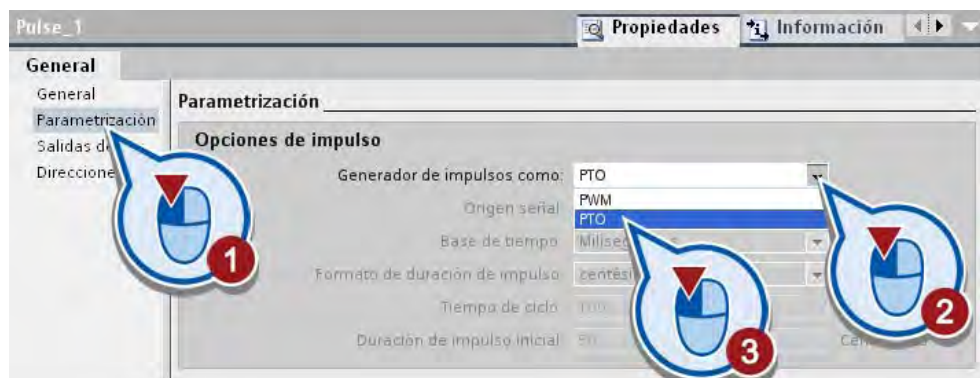 Pulse_1 Propiedades Información
General
General
Parametrización
Salidas d
Direccione
Parametrización
Opciones de impulso
Generador de impulsos como: PTO
PWM
PTO
Origen señal
Base de tiempo
Formato de duración de impulso
Tiempo de ciclo 100
Duración de impulso inicial 50
1
2
3